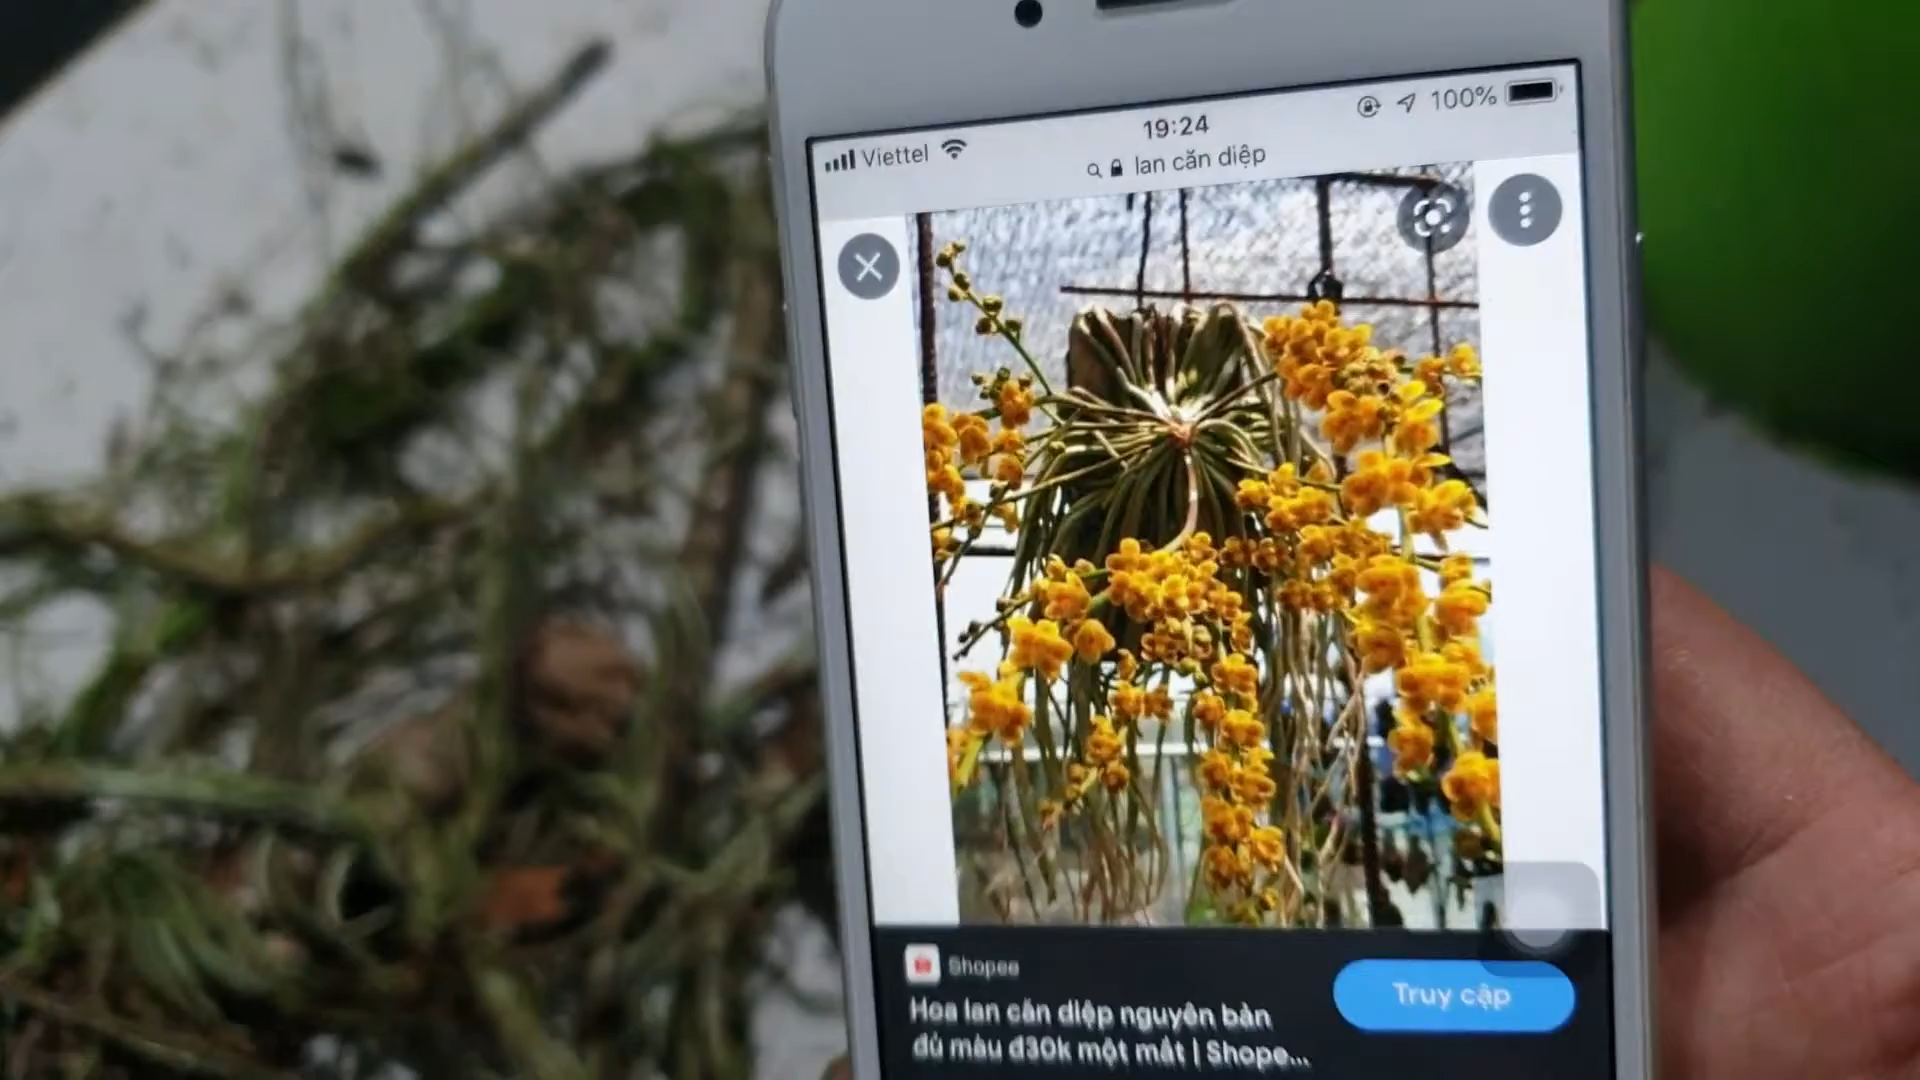 19:24
100%
Viettel
lan căn diệp
Shopee
Hoa lan căn diệp nguyên bản
đủ màu đ30k một mắt | Shope...
Truy cập